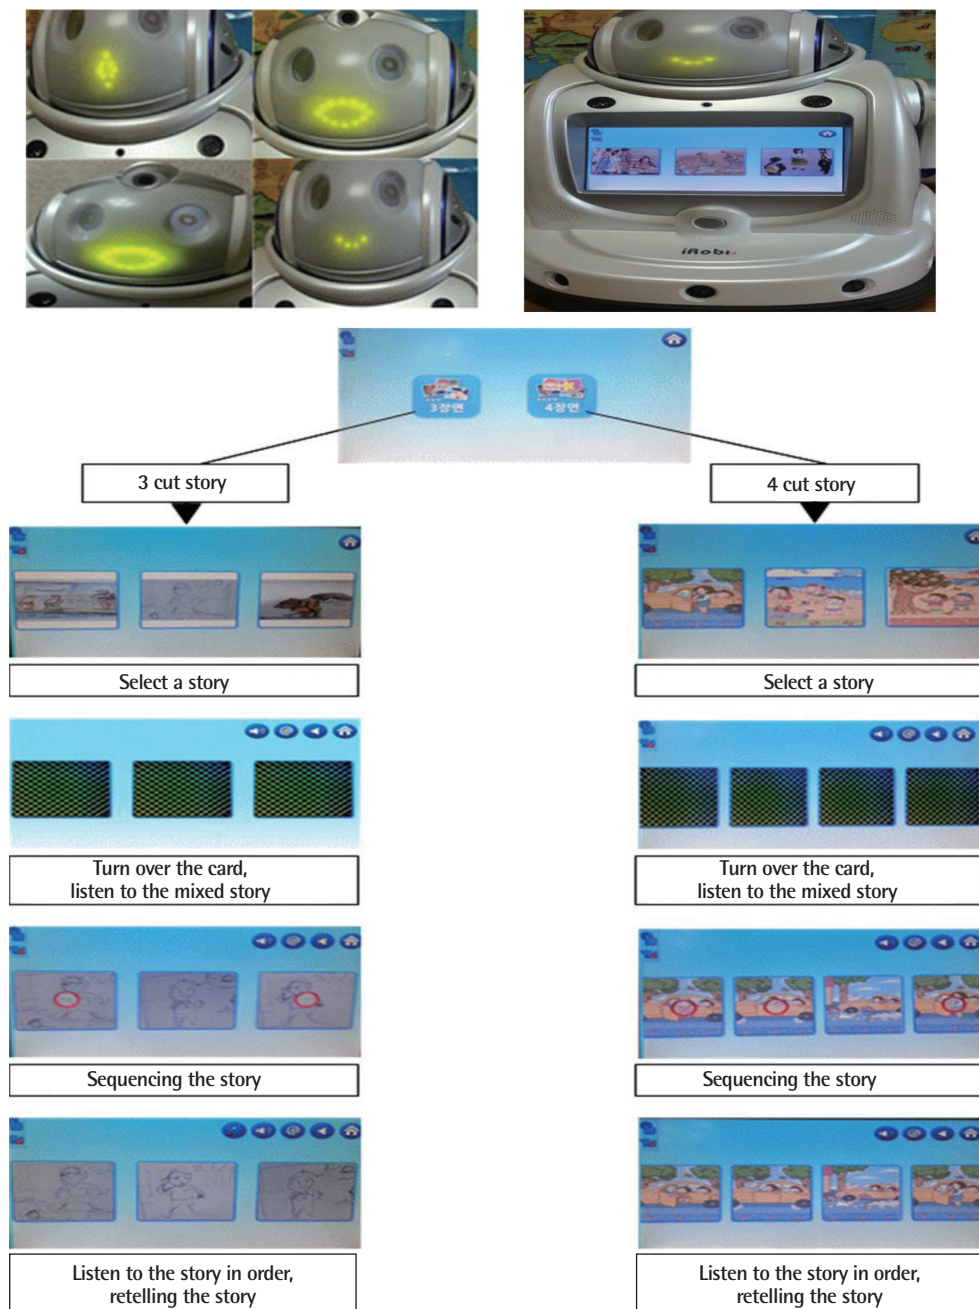 iRobi
3장면
4장면
3 cut story
4 cut story
Select a story
Select a story
Turn over the card,
listen to the mixed story
Turn over the card,
listen to the mixed story
Sequencing the story
Sequencing the story
Listen to the story in order,
retelling the story
Listen to the story in order,
retelling the story